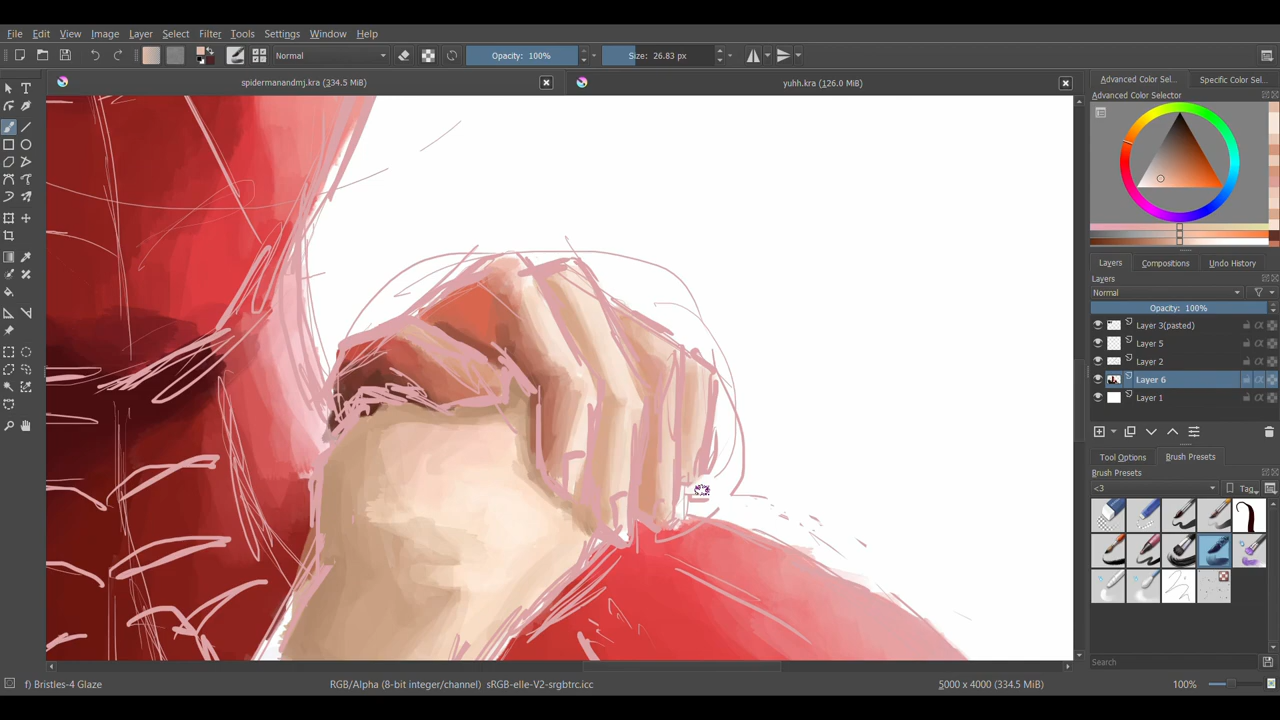 File Edit View Image Layer Select Filter Tools Settings Window Help
Normal Opacity: 100% Size: 26.83 px
spidermanandmj.kra (334.5 MiB) yuhh.kra (126.0 MiB)
Advanced Color Sel... Specific Color Sel...
Advanced Color Selector
Layers Compositions Undo History
Layers
Normal
Opacity: 100%
Layer 3(pasted)
Layer 5
Layer 2
Layer 6
Layer 1
Tool Options Brush Presets
Brush Presets
<3 Tag
Search
f) Bristles-4 Glaze RGB/Alpha (8-bit integer/channel) sRGB-elle-V2-srgbtrc.icc 5000 x 4000 (334.5 MiB) 100%